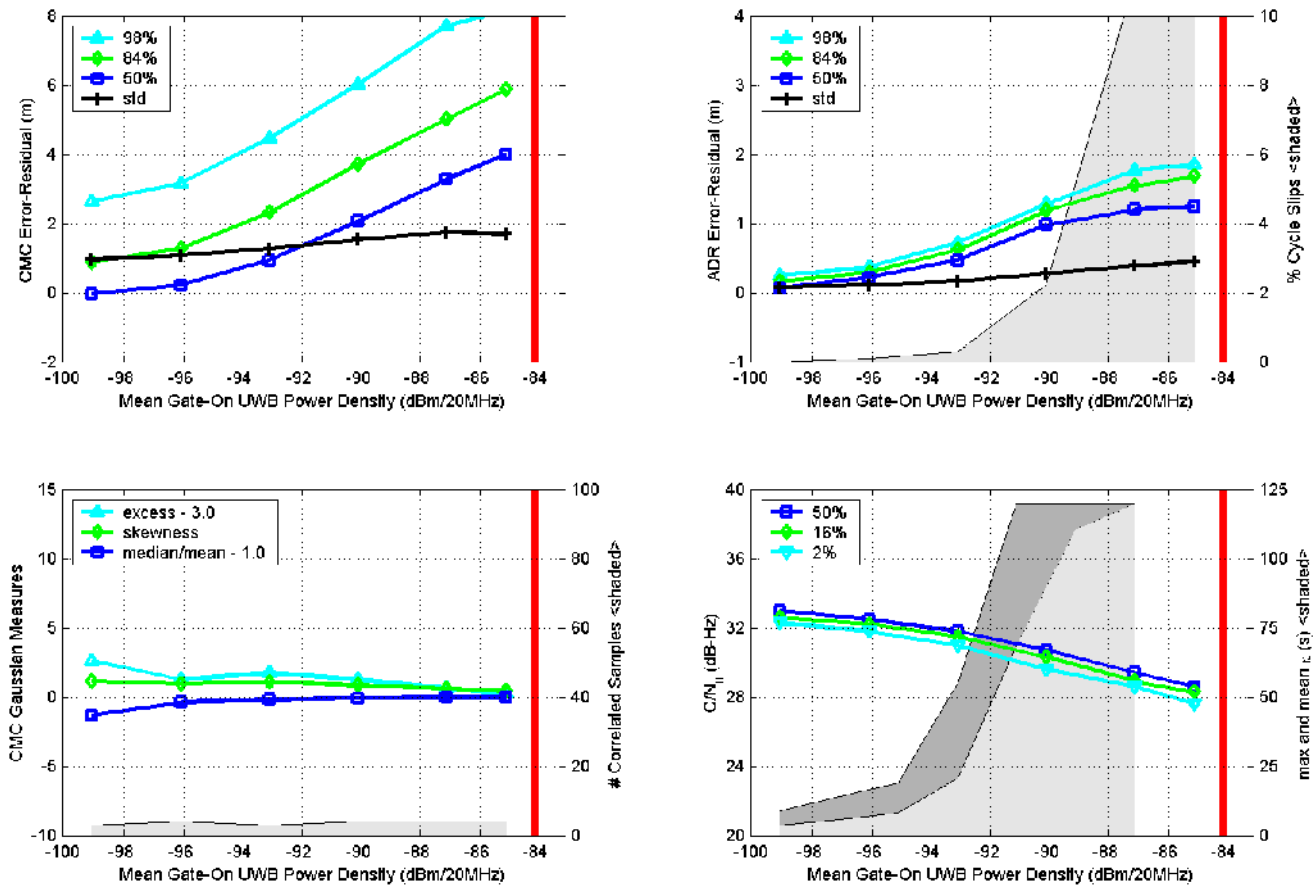 98%
84%
50%
std
CMC Error-Residual (m)
8
6
4
2
0
-2
-100 -98 -96 -94 -92 -90 -88 -86 -84
Mean Gate-On UWB Power Density (dBm/20MHz)
98%
84%
50%
std
ADR Error-Residual (m)
4
3
2
1
0
-1
10
8
6
4
2
0
% Cycle Slips <shaded>
-100 -98 -96 -94 -92 -90 -88 -86 -84
Mean Gate-On UWB Power Density (dBm/20MHz)
excess - 3.0
skewness
median/mean - 1.0
CMC Gaussian Measures
15
10
5
0
-5
-10
100
80
60
40
20
0
# Correlated Samples <shaded>
-100 -98 -96 -94 -92 -90 -88 -86 -84
Mean Gate-On UWB Power Density (dBm/20MHz)
50%
16%
2%
(dB-Hz)
40
36
32
28
24
20
125
100
75
50
25
0
max and mean (s) <shaded>
-100 -98 -96 -94 -92 -90 -88 -86 -84
Mean Gate-On UWB Power Density (dBm/20MHz)